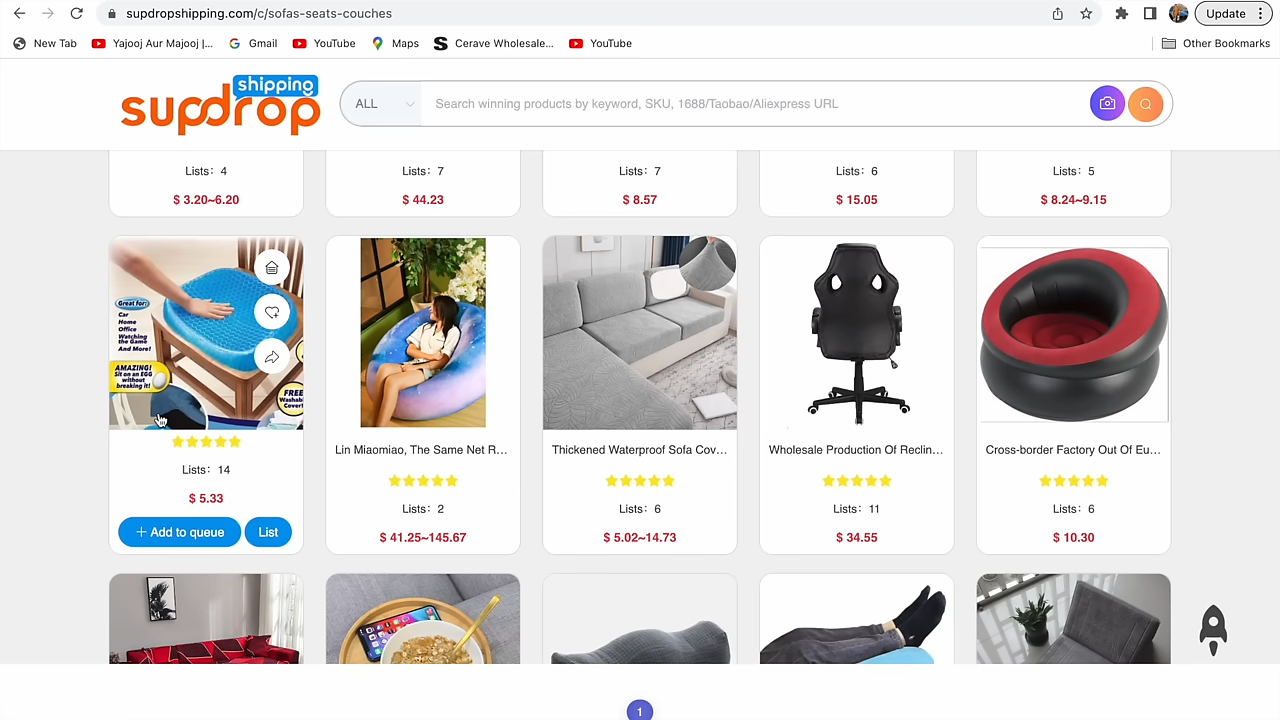 supdropshipping.com/c/sofas-seats-couches
Update
New Tab
Yajooj Aur Majooj |...
Gmail
YouTube
Maps
Cerave Wholesale...
YouTube
Other Bookmarks
shipping
supdrop
ALL
Search winning products by keyword, SKU, 1688/Taobao/Aliexpress URL
Lists: 4
Lists: 7
Lists: 7
Lists: 6
Lists: 5
$ 3.20~6.20
$ 44.23
$ 8.57
$ 15.05
$ 8.24~9.15
Great for:
Car
Home
Office
Watching
the Game
And More!
AMAZING!
Sit on an EGG
without
breaking it!
FREE
Washab
Cover!
Lists: 14
$ 5.33
+ Add to queue
List
Lin Miaomiao, The Same Net R...
Lists: 2
$ 41.25~145.67
Thickened Waterproof Sofa Cov...
Lists: 6
$ 5.02~14.73
Wholesale Production Of Reclin...
Lists: 11
$ 34.55
Cross-border Factory Out Of Eu...
Lists: 6
$ 10.30
1